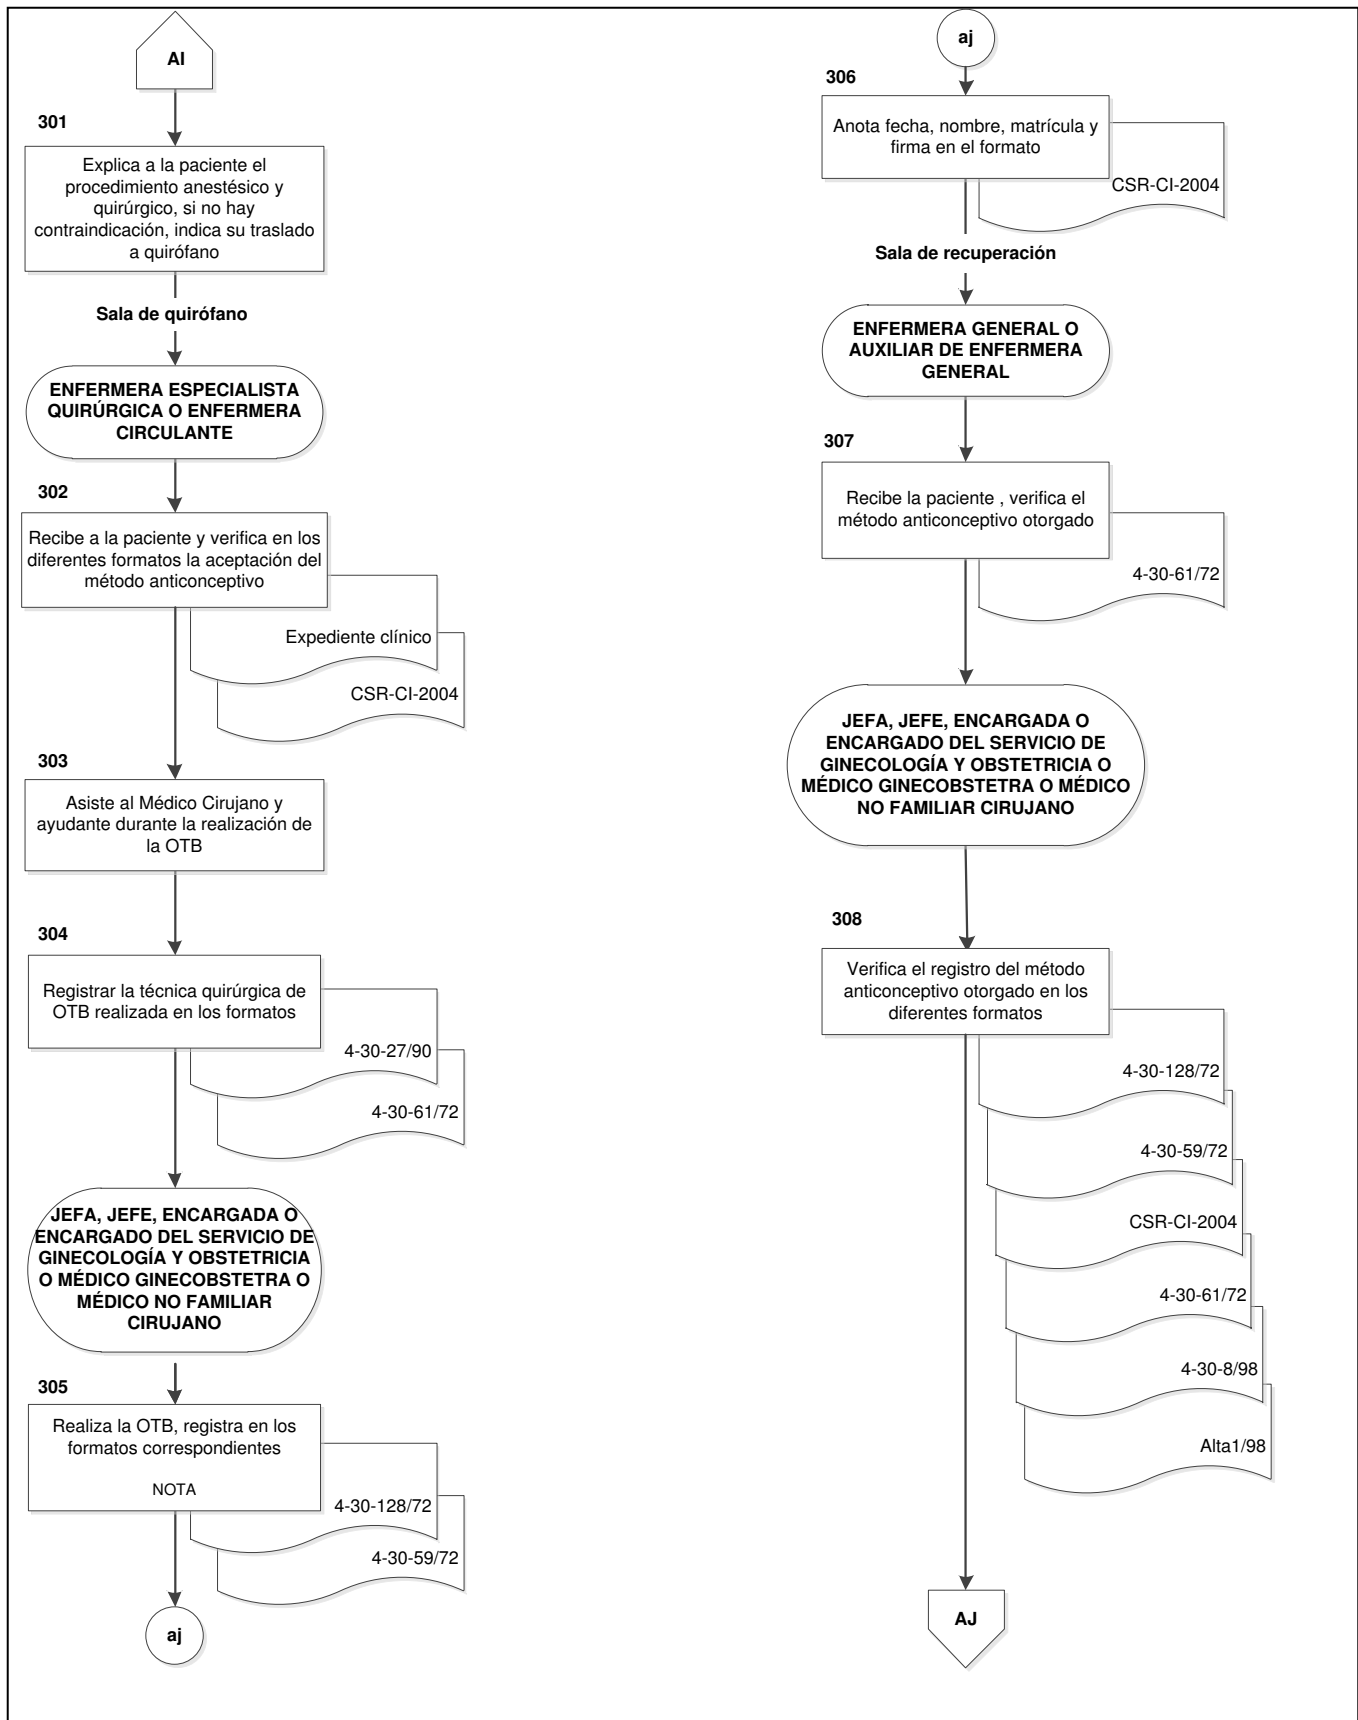 AI
301
Explica a la paciente el
procedimiento anestésico y
quirúrgico, si no hay
contraindicación, indica su traslado
a quirófano
Sala de quirófano
ENFERMERA ESPECIALISTA
QUIRÚRGICA O ENFERMERA
CIRCULANTE
302
Recibe a la paciente y verifica en los
diferentes formatos la aceptación del
método anticonceptivo
Expediente clínico
CSR-CI-2004
303
Asiste al Médico Cirujano y
ayudante durante la realización de
la OTB
304
Registrar la técnica quirúrgica de
OTB realizada en los formatos
4-30-27/90
4-30-61/72
JEFA, JEFE, ENCARGADA O
ENCARGADO DEL SERVICIO DE
GINECOLOGÍA Y OBSTETRICIA
O MÉDICO GINECOBSTETRA O
MÉDICO NO FAMILIAR
CIRUJANO
305
Realiza la OTB, registra en los
formatos correspondientes
NOTA
4-30-128/72
4-30-59/72
aj
aj
306
Anota fecha, nombre, matrícula y
firma en el formato
CSR-CI-2004
Sala de recuperación
ENFERMERA GENERAL O
AUXILIAR DE ENFERMERA
GENERAL
307
Recibe la paciente , verifica el
método anticonceptivo otorgado
4-30-61/72
JEFA, JEFE, ENCARGADA O
ENCARGADO DEL SERVICIO DE
GINECOLOGÍA Y OBSTETRICIA O
MÉDICO GINECOBSTETRA O MÉDICO
NO FAMILIAR CIRUJANO
308
Verifica el registro del método
anticonceptivo otorgado en los
diferentes formatos
4-30-128/72
4-30-59/72
CSR-CI-2004
4-30-61/72
4-30-8/98
Alta1/98
AJ